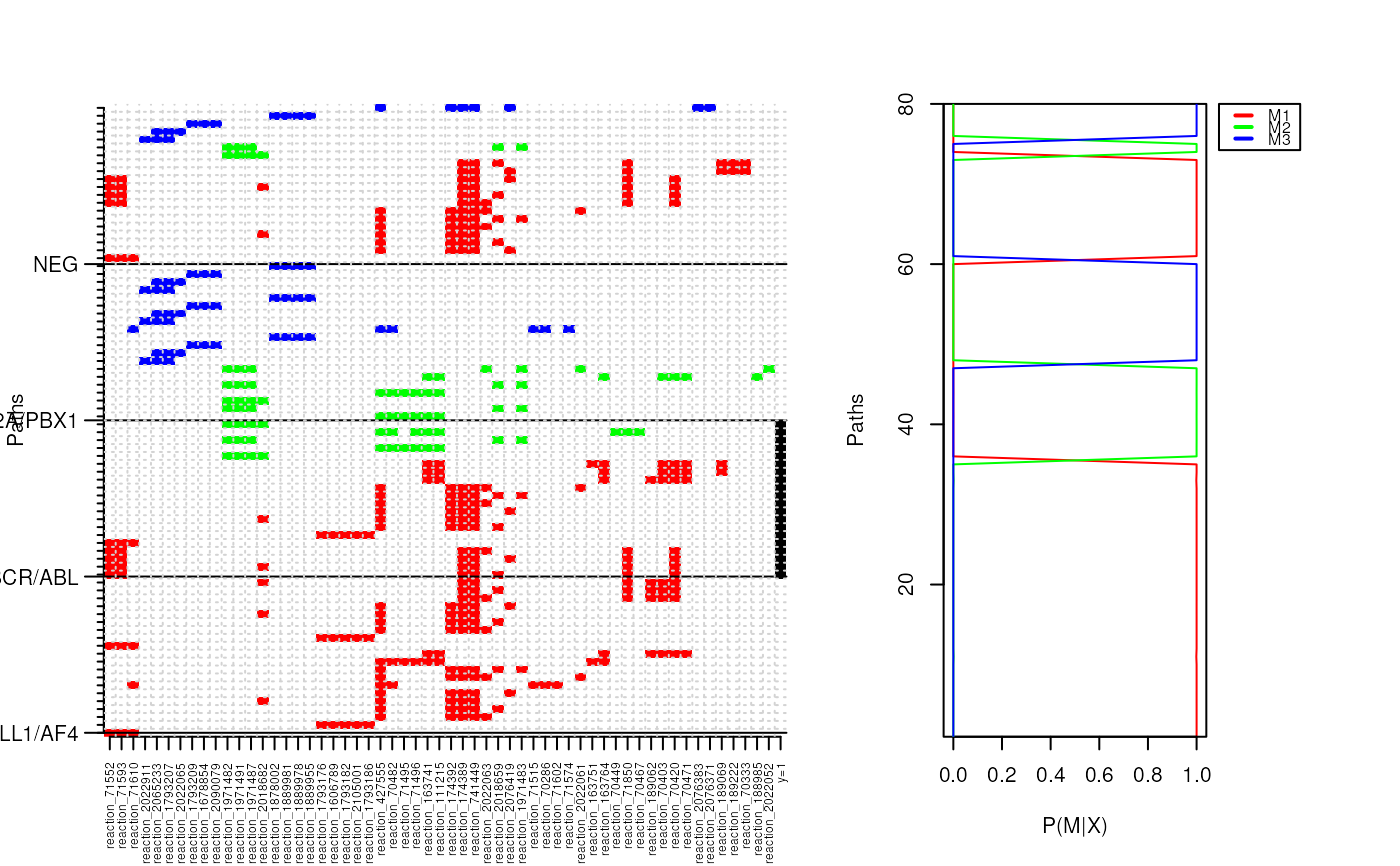 NEG
2A/PBX1
BCR/ABL
LL1/AF4
Paths
reaction_71552
reaction_71593
reaction_71610
reaction_2022911
reaction_2065233
reaction_1793207
reaction_2022065
reaction_1793209
reaction_1678854
reaction_2090079
reaction_1971482
reaction_1971491
reaction_1971487
reaction_2018682
reaction_1878002
reaction_1889981
reaction_1889978
reaction_1889955
reaction_1793176
reaction_1606789
reaction_1793182
reaction_2105001
reaction_1793186
reaction_427555
reaction_70482
reaction_71495
reaction_71496
reaction_163741
reaction_111215
reaction_174392
reaction_174389
reaction_741449
reaction_2022063
reaction_2018659
reaction_2076419
reaction_1971483
reaction_71515
reaction_70286
reaction_71602
reaction_71574
reaction_2022061
reaction_163751
reaction_163764
reaction_70449
reaction_71850
reaction_70467
reaction_189062
reaction_70403
reaction_70420
reaction_70471
reaction_2076383
reaction_2076371
reaction_189069
reaction_189222
reaction_70333
reaction_188985
reaction_2022052
y=1
Paths
80
60
40
20
0.0 0.2 0.4 0.6 0.8 1.0
P(M|X)
M1
M2
M3